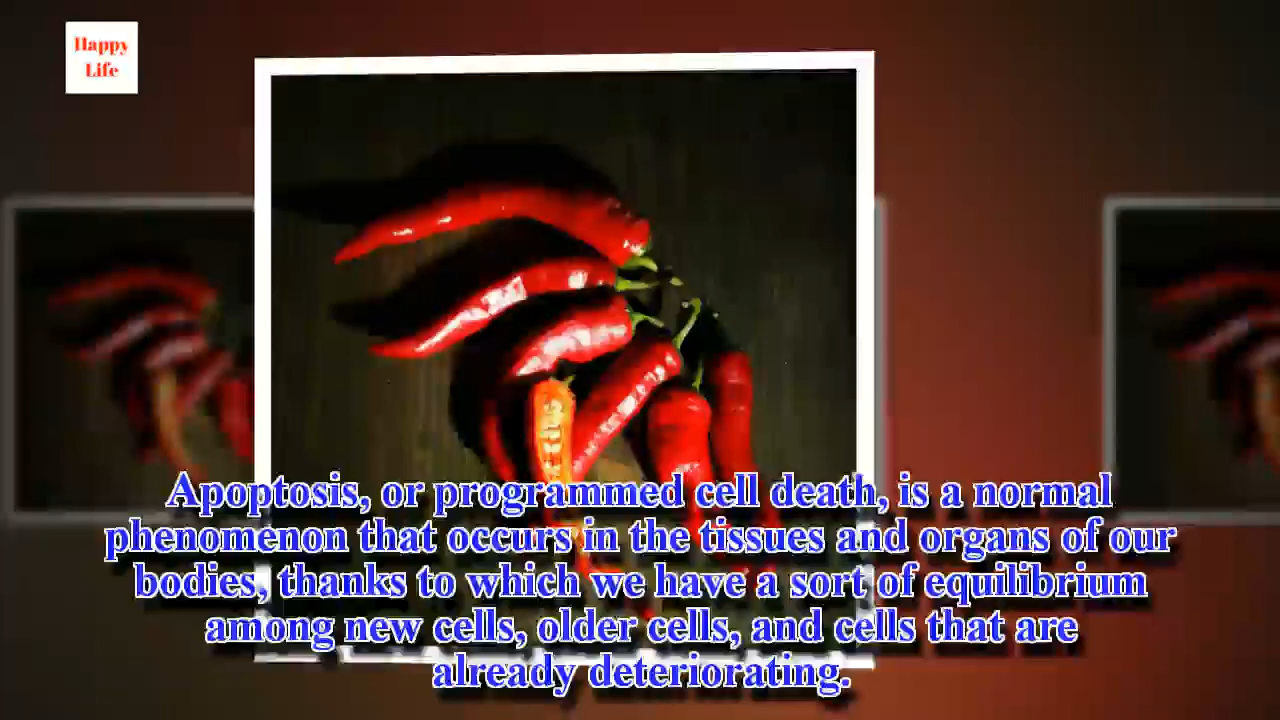 Happy
Life
Apoptosis, or programmed cell death, is a normal
phenomenon that occurs in the tissues and organs of our
bodies, thanks to which we have a sort of equilibrium
among new cells, older cells, and cells that are
already deteriorating.